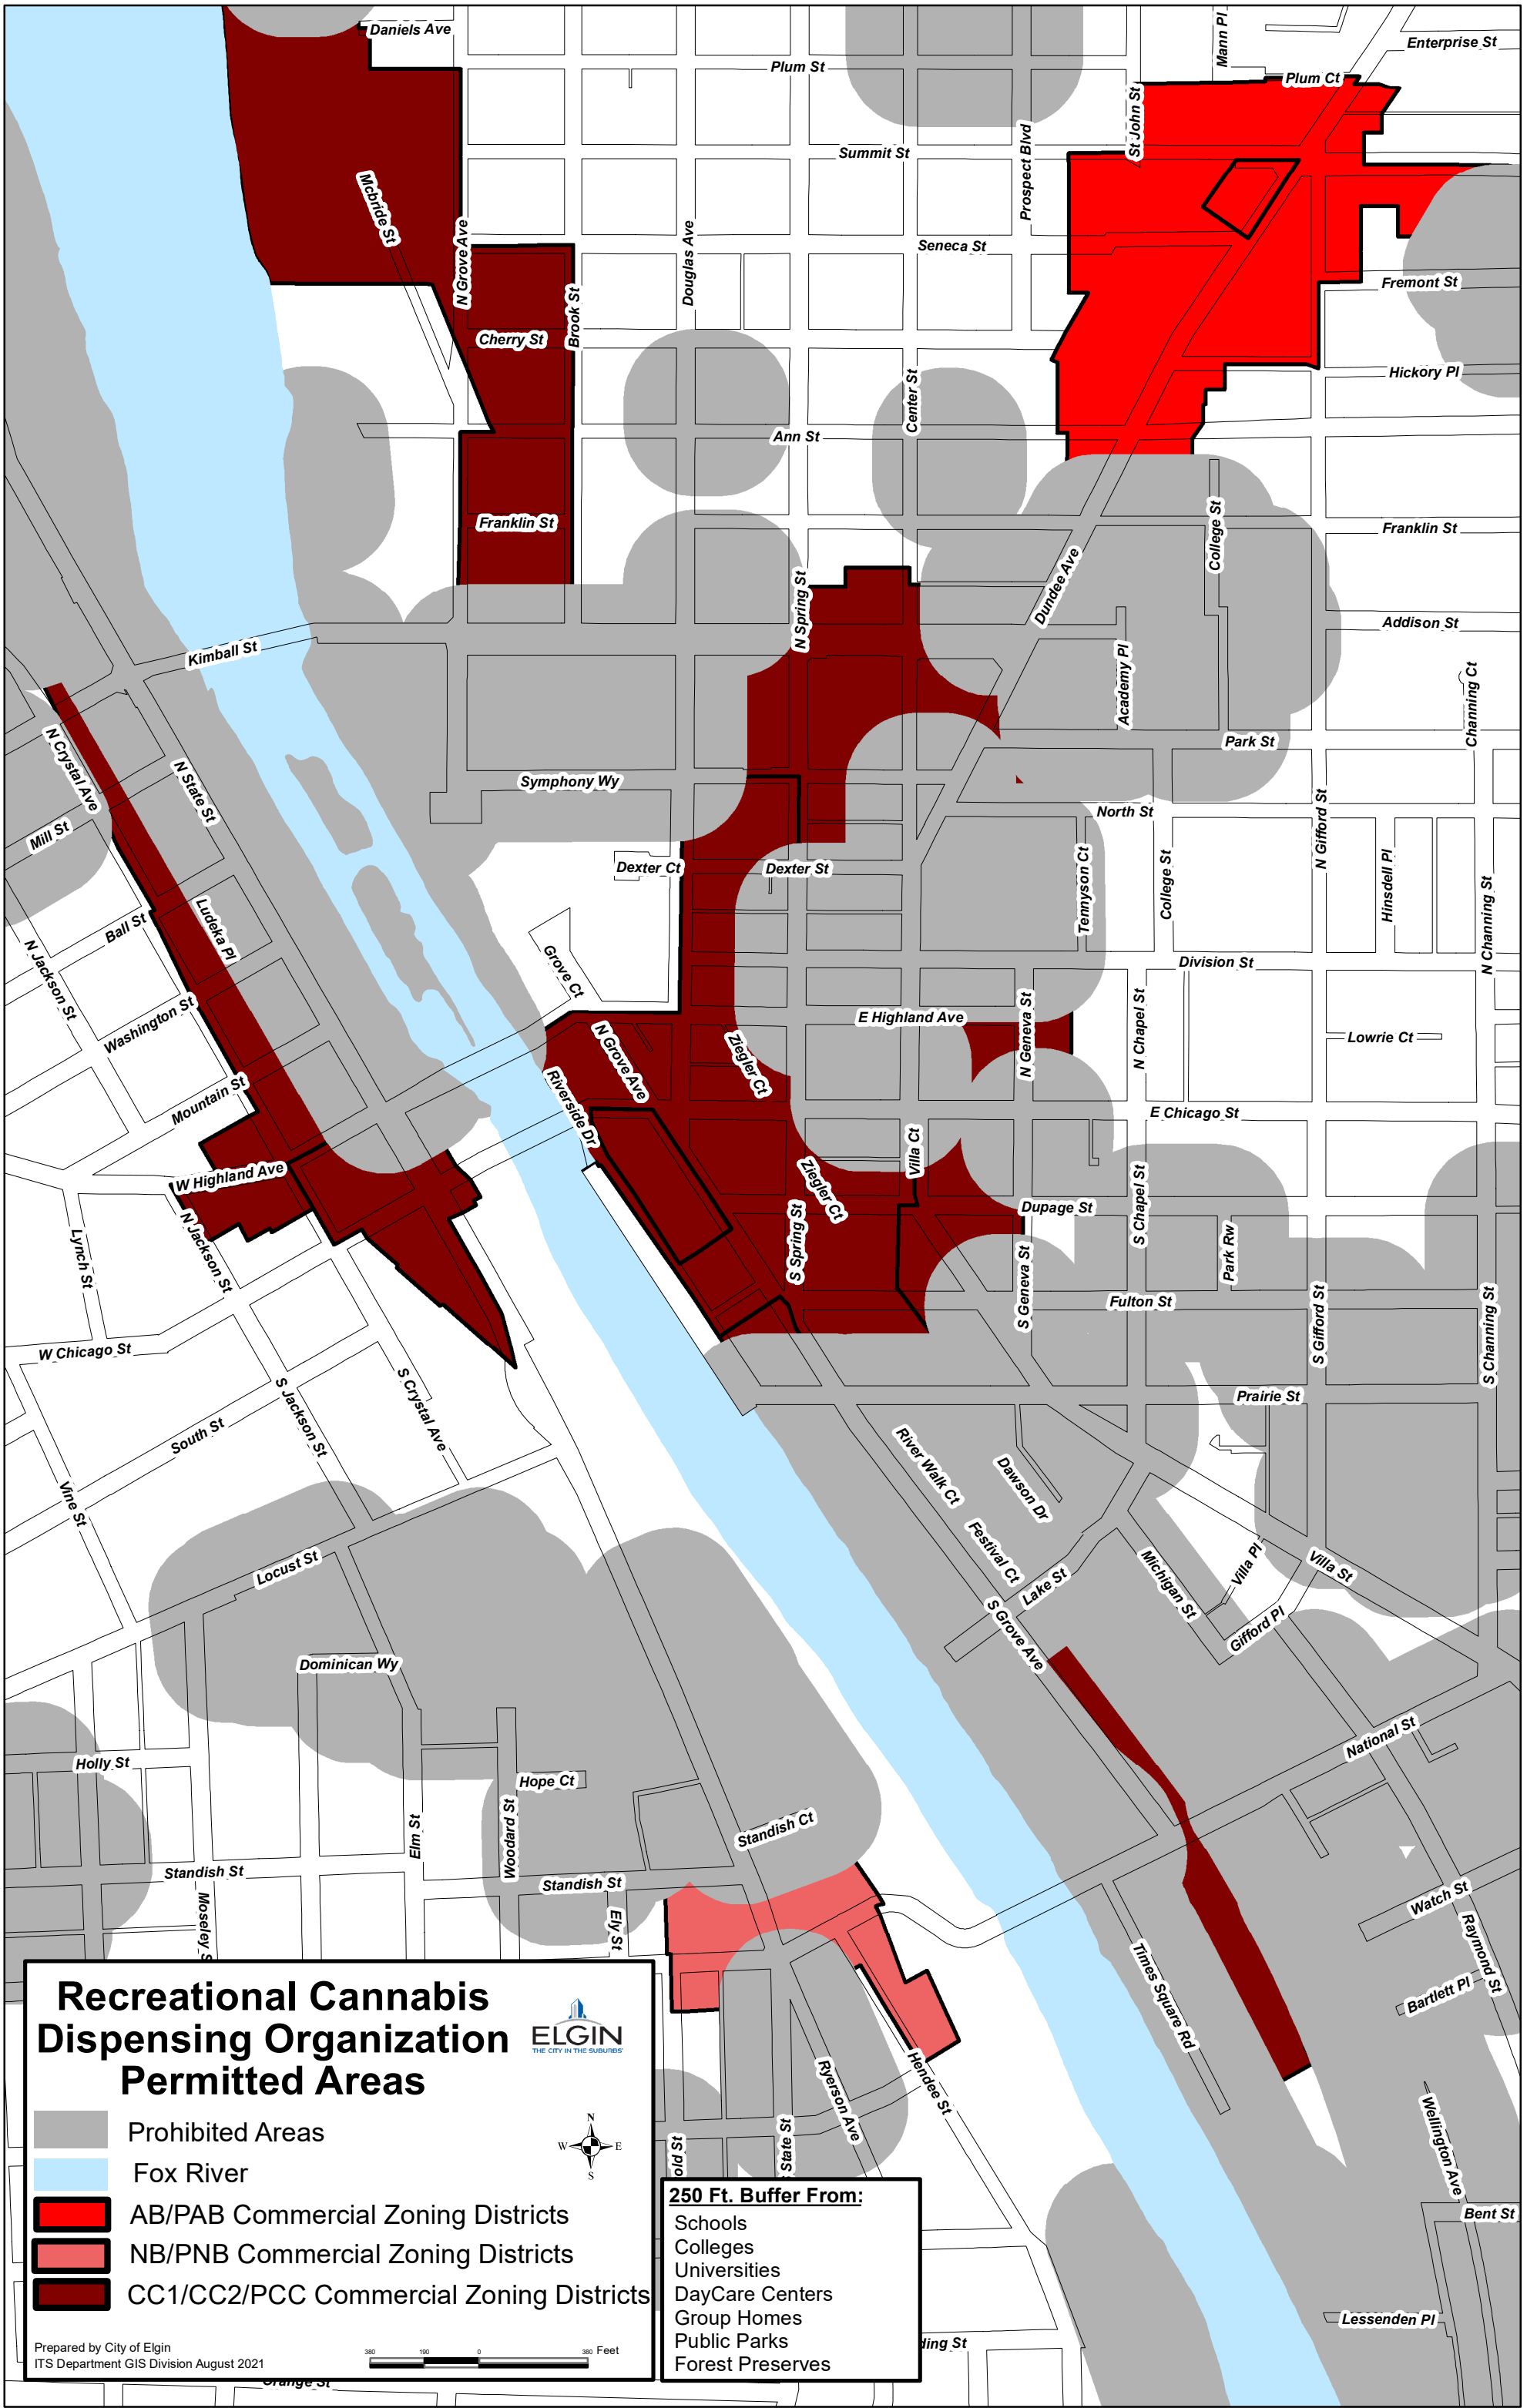 Daniels Ave
Mann Pl
Enterprise St
Plum St
Plum Ct
St John St
Summit St
Prospect Blvd
Mcbride St
N Grove Ave
Douglas Ave
Seneca St
Brook St
Fremont St
Cherry St
Center St
Hickory Pl
Ann St
Franklin St
College St
Franklin St
Dundee Ave
N Spring St
Addison St
Kimball St
Academy Pl
Channing Ct
Park St
N Crystal Ave
N State St
Symphony Wy
North St
N Gifford St
Mill St
Dexter Ct
Dexter St
Tennyson Ct
College St
Hinsdell Pl
N Channing St
Ball St
Ludeka Pl
N Jackson St
Grove Ct
Division St
Washington St
E Highland Ave
N Geneva St
N Chapel St
Lowrie Ct
N Grove Ave
Ziegler Ct
Mountain St
Riverside Dr
E Chicago St
W Highland Ave
Villa Ct
Ziegler Ct
S Chapel St
Dupage St
N Jackson St
Lynch St
S Spring St
Park Rw
S Geneva St
Fulton St
S Gifford St
S Channing St
W Chicago St
S Jackson St
S Crystal Ave
Prairie St
South St
River Walk Ct
Dawson Dr
Vine St
Festival Ct
Locust St
Lake St
Michigan St
Villa Pl
Villa St
S Grove Ave
Gifford Pl
Dominican Wy
National St
Holly St
Hope Ct
Elm St
Woodard St
Standish Ct
Standish St
Standish St
Moseley S
Ely St
Watch St
Raymond St
Times Square Rd
Bartlett Pl
Hendee St
Ryerson Ave
old St
State St
Wellington Ave
Bent St
Lessenden Pl
ding St
Orange St
Recreational Cannabis
Dispensing Organization
Permitted Areas
ELGIN
THE CITY IN THE SUBURBS
Prohibited Areas
Fox River
AB/PAB Commercial Zoning Districts
NB/PNB Commercial Zoning Districts
CC1/CC2/PCC Commercial Zoning Districts
N
W E
S
Prepared by City of Elgin
ITS Department GIS Division August 2021
380 190 0 380 Feet
250 Ft. Buffer From:
Schools
Colleges
Universities
DayCare Centers
Group Homes
Public Parks
Forest Preserves